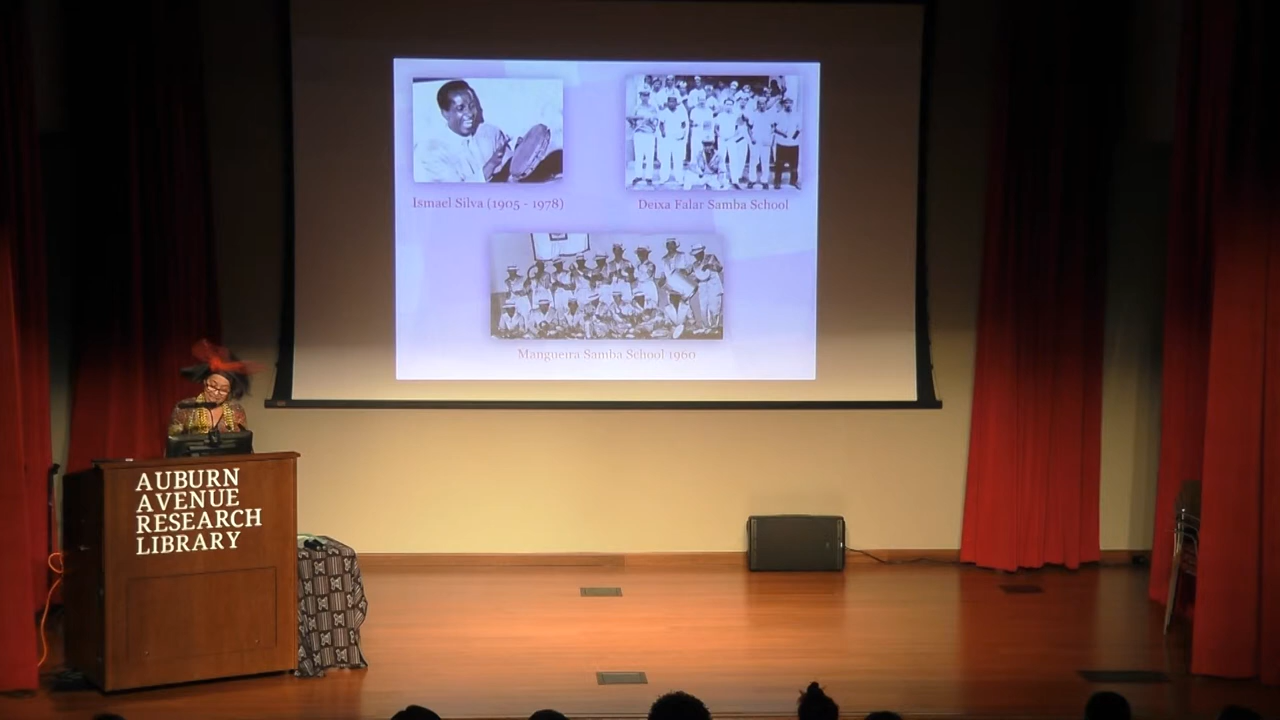 Ismael Silva (1905 - 1978)
Deixa Falar Samba School
Mangueira Samba School 1960
AUBURN
AVENUE
RESEARCH
LIBRARY